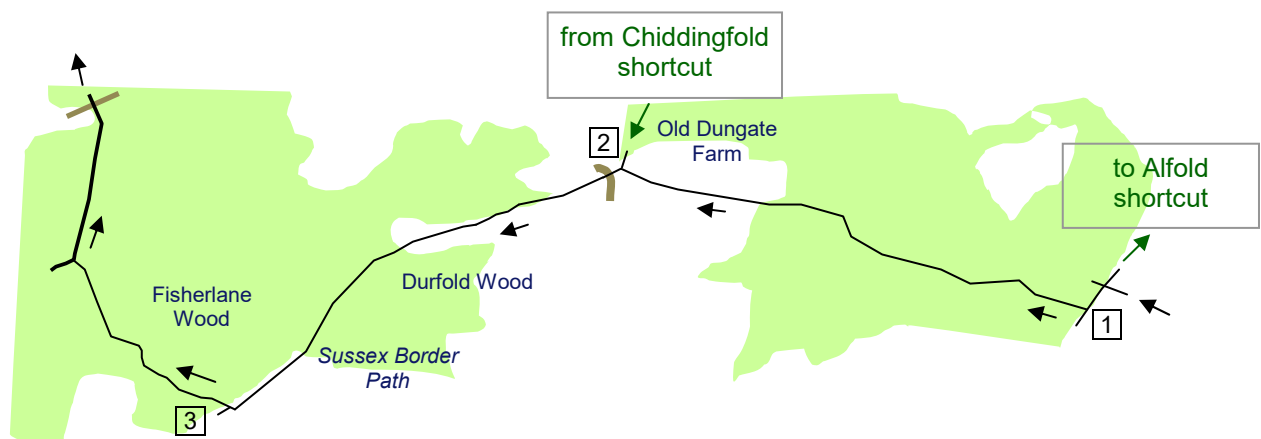 from Chiddingfold
shortcut
2
Old Dungate
Farm
to Alfold
shortcut
1
Durfold Wood
Fisherlane
Wood
Sussex Border
Path
3